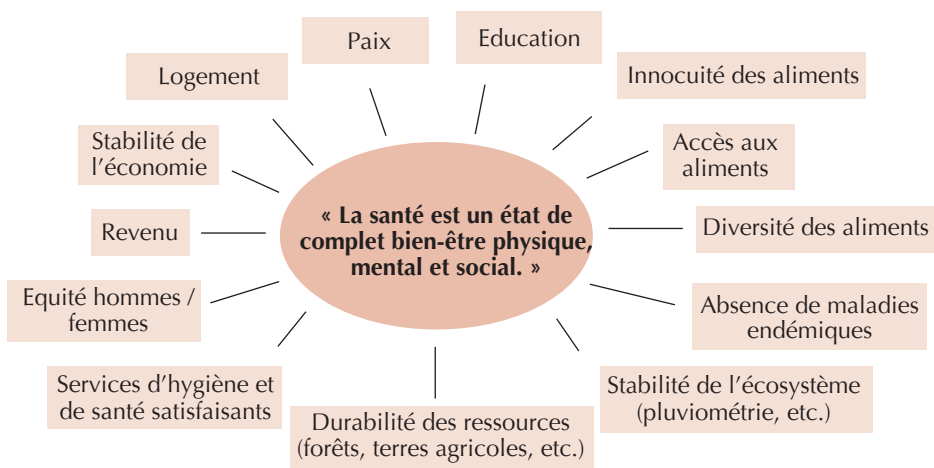 Paix
Education
Logement
Innocuité des aliments
Stabilité de
l'économie
Accès aux
aliments
« La santé est un état de
complet bien-être physique,
mental et social. »
Revenu
Diversité des aliments
Equité hommes /
femmes
Absence de maladies
endémiques
Services d'hygiène et
de santé satisfaisants
Durabilité des ressources
(forêts, terres agricoles, etc.)
Stabilité de l'écosystème
(pluviométrie, etc.)